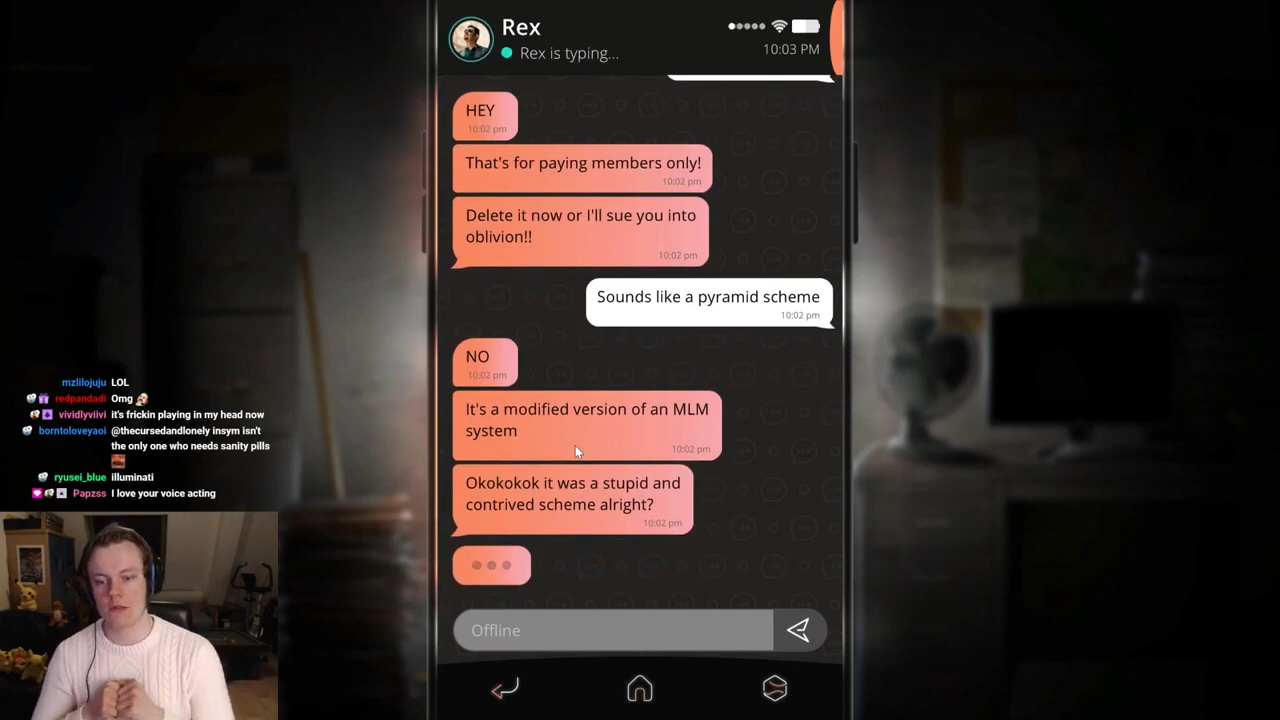 Rex
Rex is typing...
10:03 PM
HEY
10:02 pm
That's for paying members only!
10:02 pm
Delete it now or I'll sue you into
oblivion!!
10:02 pm
Sounds like a pyramid scheme
10:02 pm
NO
10:02 pm
It's a modified version of an MLM
system
10:02 pm
Okokokok it was a stupid and
contrived scheme alright?
10:02 pm
Offline
mzlilojuju LOL
redpandadi Omg
vividlyviivi it's frickin playing in my head now
borntoloveyaoi @thecursedandlonely insym isn't
the only one who needs sanity pills
ryusei_blue illuminati
Papzss I love your voice acting